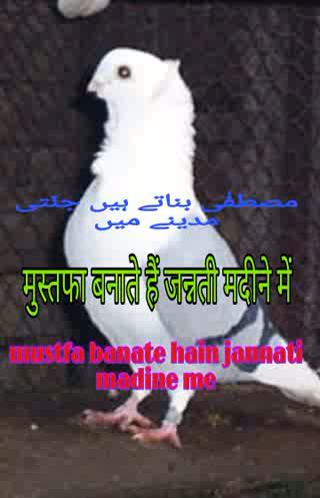 مصطفی بناتے ہیں جنتی
مدینے میں
मुस्तफा बनाते हैं जन्नती मदीने में
mustfa banate hain jannati
madine me